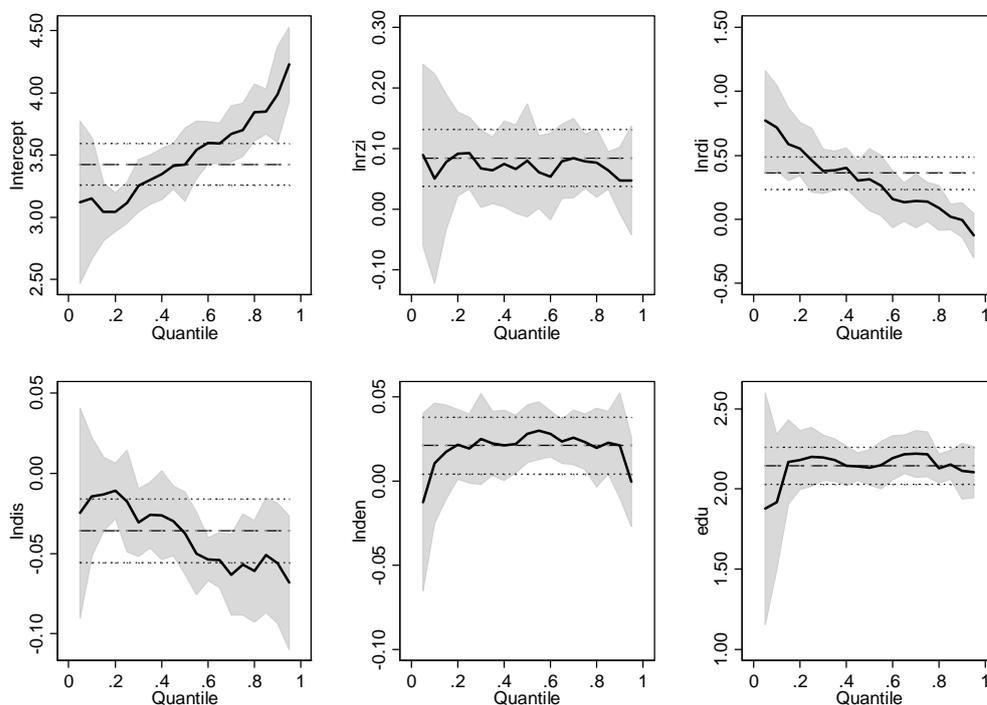 Intercept
4.50
4.00
3.50
3.00
2.50
0 .2 .4 .6 .8 1
Quantile
lnrzi
0.30
0.20
0.10
0.00
-0.10
0 .2 .4 .6 .8 1
Quantile
lnrdi
1.50
1.00
0.50
0.00
-0.50
0 .2 .4 .6 .8 1
Quantile
lndis
0.05
0.00
-0.05
-0.10
0 .2 .4 .6 .8 1
Quantile
lnden
0.05
0.00
-0.05
-0.10
0 .2 .4 .6 .8 1
Quantile
edu
2.50
2.00
1.50
1.00
0 .2 .4 .6 .8 1
Quantile